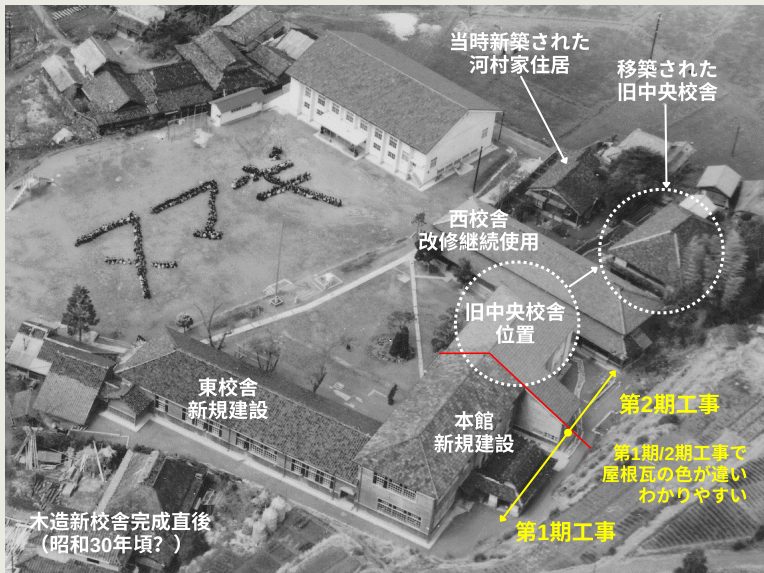 当時新築された
河村家住居
移築された
旧中央校舎
西校舎
改修継続使用
旧中央校舎
位置
東校舎
新規建設
本館
新規建設
第2期工事
第1期/2期工事で
屋根瓦の色が違い
わかりやすい
第1期工事
木造新校舎完成直後
（昭和30年頃？）